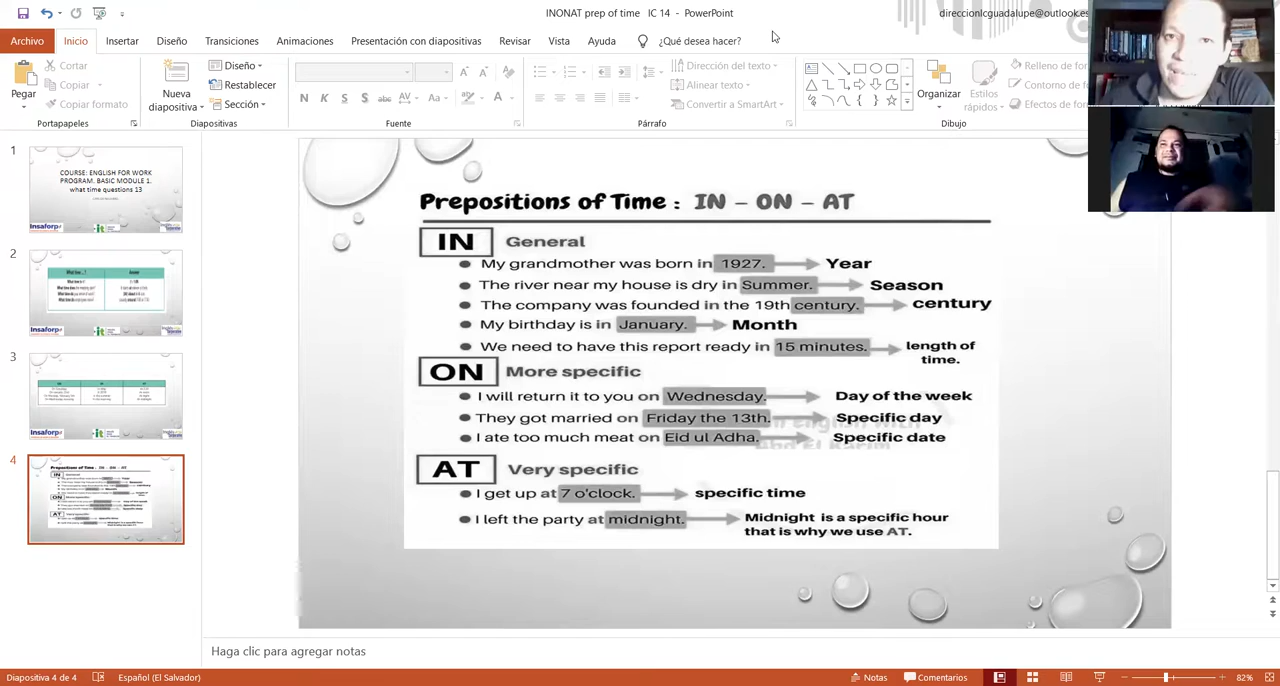 INONAT prep of time IC 14 - PowerPoint
direccionlcguadalupe@outlook.es
Archivo
Inicio
Insertar
Diseño
Transiciones
Animaciones
Presentación con diapositivas
Revisar
Vista
Ayuda
¿Qué desea hacer?
Pegar
Cortar
Copiar
Copiar formato
Portapapeles
Nueva
diapositiva
Diseño
Restablecer
Sección
Diapositivas
N K S S abc AV Aa A
Fuente
Dirección del texto
Alinear texto
Convertir a SmartArt
Párrafo
Organizar
Estilos
rápidos
Relleno de
Contorno de
Efectos de
Dibujo
1
COURSE: ENGLISH FOR WORK
PROGRAM. BASIC MODULE 1.
what time questions 13
Insaforp
2
Insaforp
3
Insaforp
4
Prepositions of Time : IN - ON - AT
IN General
My grandmother was born in 1927. Year
The river near my house is dry in Summer. Season
The company was founded in the 19th century. century
My birthday is in January. Month
We need to have this report ready in 15 minutes. length of
time.
ON More specific
I will return it to you on Wednesday. Day of the week
They got married on Friday the 13th. Specific day
I ate too much meat on Eid ul Adha. Specific date
AT Very specific
I get up at 7 o'clock. specific time
I left the party at midnight. Midnight is a specific hour
that is why we use AT.
Haga clic para agregar notas
Diapositiva 4 de 4
Español (El Salvador)
Notas
Comentarios
82%